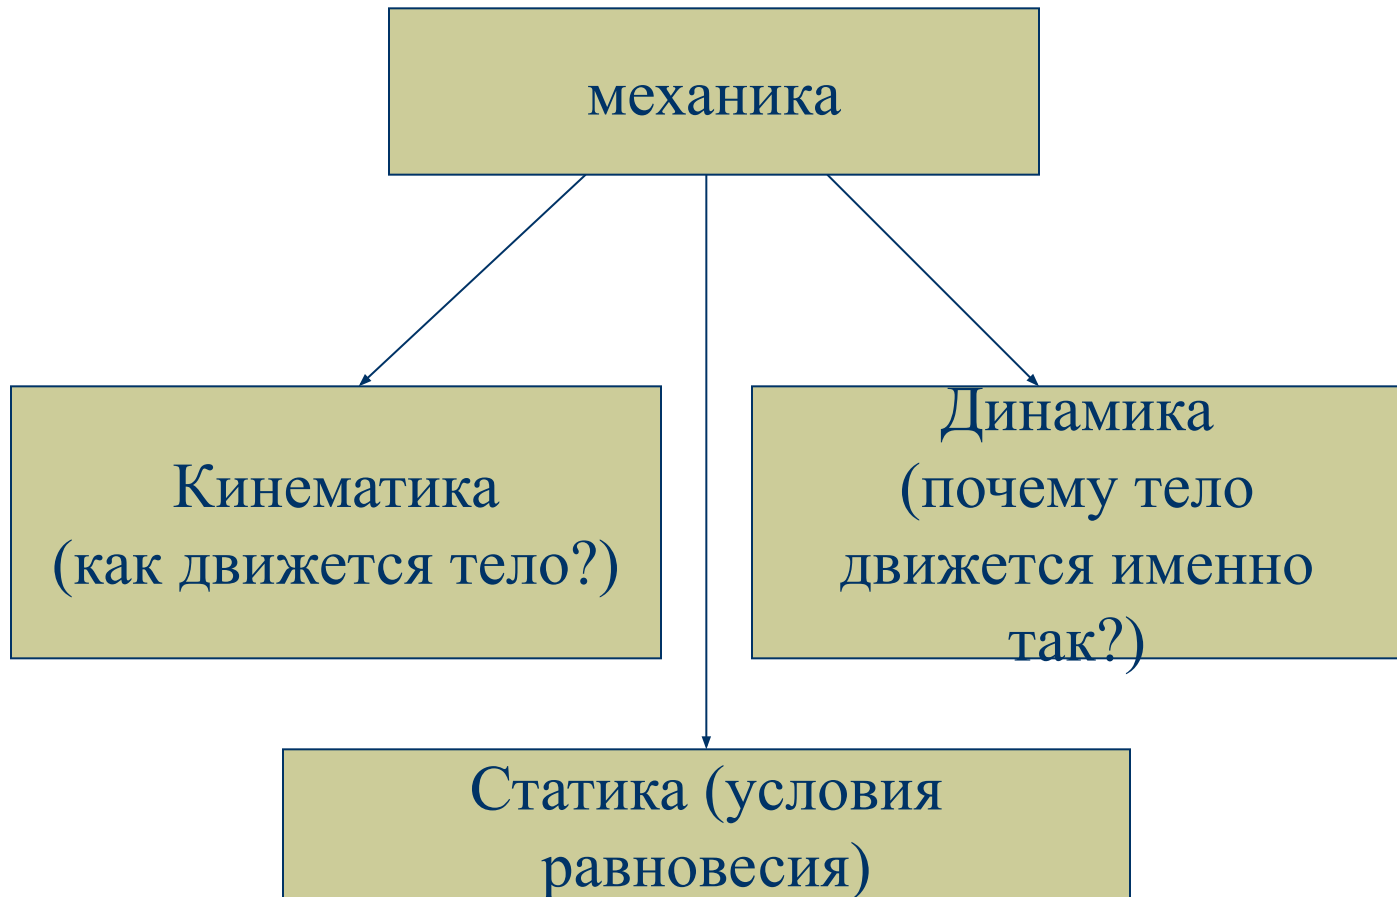 механика
Кинематика
(как движется тело?)
Динамика
(почему тело
движется именно
так?)
Статика (условия
равновесия)